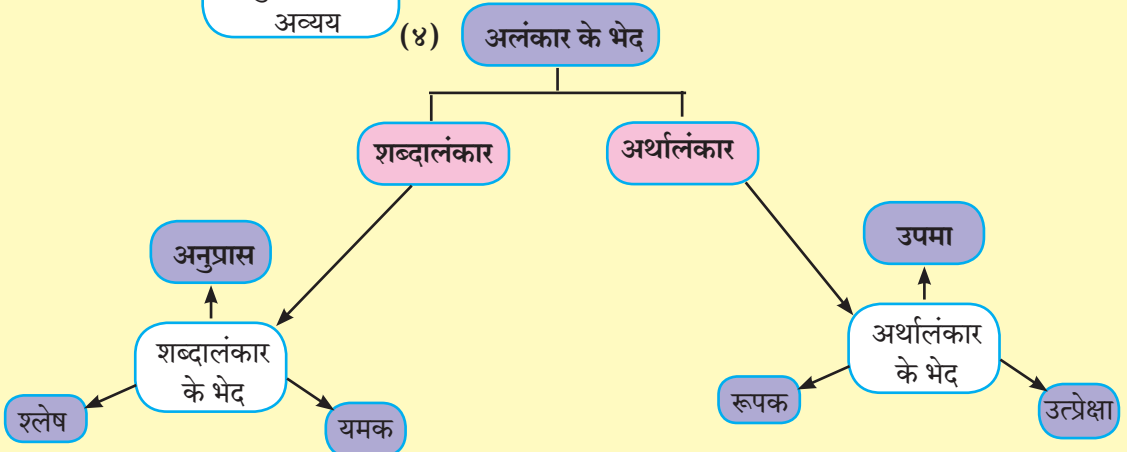 अव्यय
(४) अलंकार के भेद
शब्दालंकार
अर्थालंकार
अनुप्रास
उपमा
शब्दालंकार
के भेद
अर्थालंकार
के भेद
श्लेष
यमक
रूपक
उत्प्रेक्षा